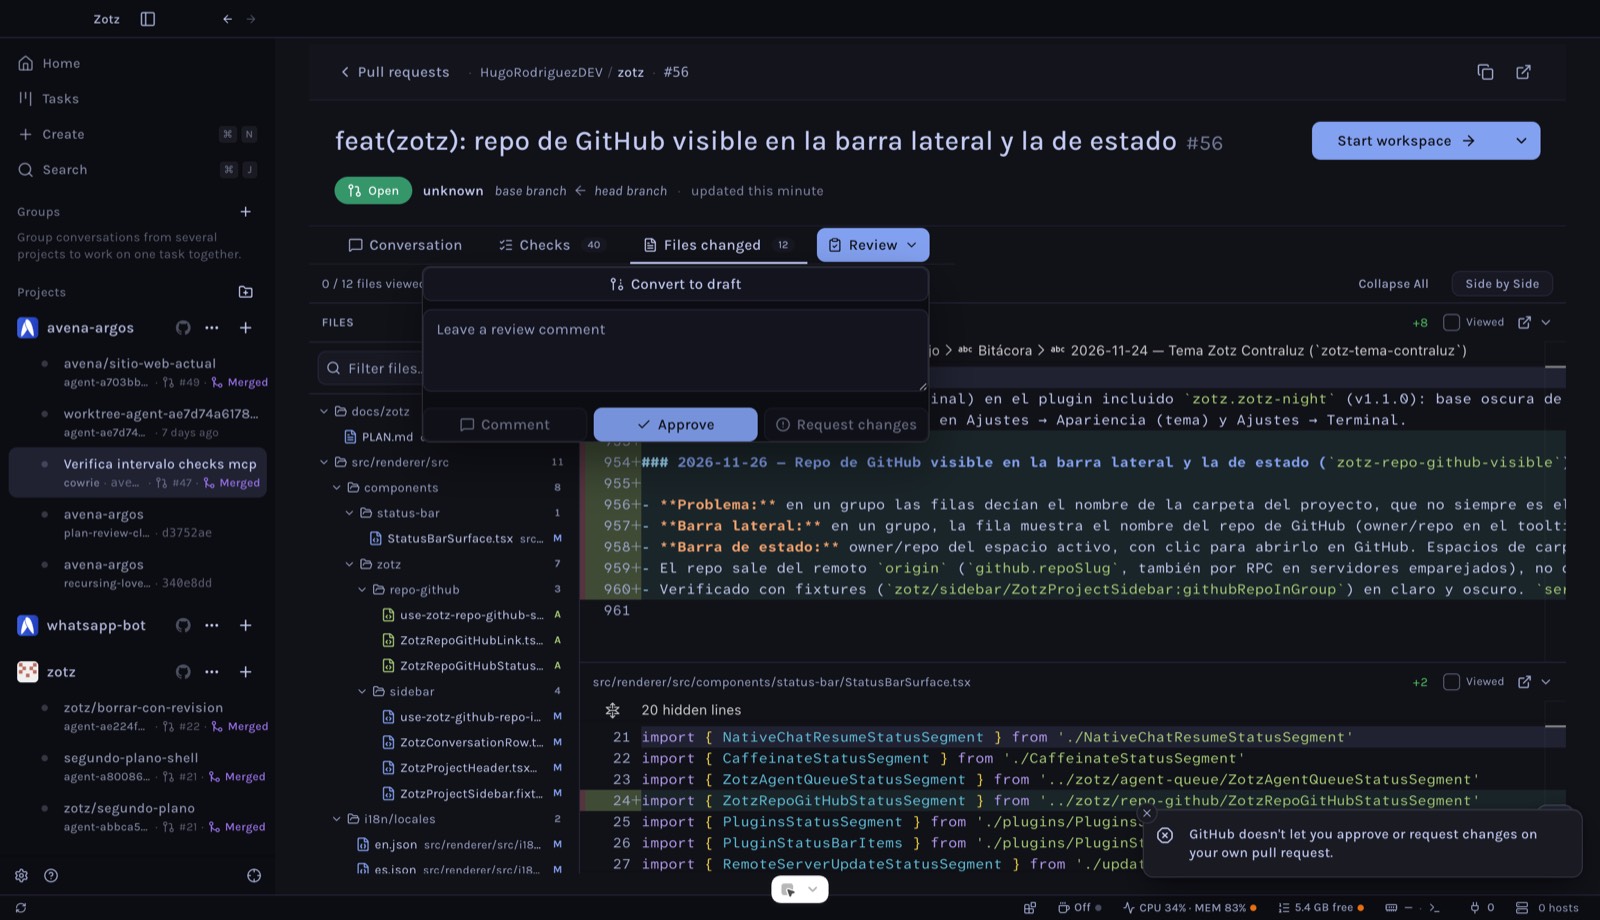 Zotz
Home
Tasks
Create ⌘ N
Search ⌘ J
Groups
Group conversations from several
projects to work on one task together.
Projects
avena-argos
avena/sitio-web-actual
agent-a703bb... · #49 · Merged
worktree-agent-ae7d74a6178...
agent-ae7d74... · 7 days ago
Verifica intervalo checks mcp
cowrie · ave... · #47 · Merged
avena-argos
plan-review-cl... · d3752ae
avena-argos
recursing-love... · 340e8dd
whatsapp-bot
zotz
zotz/borrar-con-revision
agent-ae224f... · #22 · Merged
segundo-plano-shell
agent-a80086... · #21 · Merged
zotz/segundo-plano
agent-abbca5... · #21 · Merged
Pull requests · HugoRodriguezDEV / zotz · #56
feat(zotz): repo de GitHub visible en la barra lateral y la de estado #56
Start workspace →
Open unknown base branch ← head branch · updated this minute
Conversation
Checks 40
Files changed 12
Review
0 / 12 files viewed
Collapse All
Side by Side
Convert to draft
Leave a review comment
Comment
Approve
Request changes
FILES
Filter files...
docs/zotz
PLAN.md
src/renderer/src 11
components 8
status-bar 1
StatusBarSurface.tsx src... M
zotz 7
repo-github 3
use-zotz-repo-github-s... A
ZotzRepoGitHubLink.ts... A
ZotzRepoGitHubStatus... A
sidebar 4
use-zotz-github-repo-i... M
ZotzConversationRow.t... M
ZotzProjectHeader.tsx... M
ZotzProjectSidebar.fixt... M
i18n/locales 2
en.json src/renderer/src/i18... M
es.json src/renderer/src/i18... M
+8 Viewed
jo > abc Bitácora > abc 2026-11-24 — Tema Zotz Contraluz (`zotz-tema-contraluz`)
inal) en el plugin incluido `zotz.zotz-night` (v1.1.0): base oscura de
en Ajustes → Apariencia (tema) y Ajustes → Terminal.
954+### 2026-11-26 — Repo de GitHub visible en la barra lateral y la de estado (`zotz-repo-github-visible`)
955+
956+- **Problema:** en un grupo las filas decían el nombre de la carpeta del proyecto, que no siempre es el
957+- **Barra lateral:** en un grupo, la fila muestra el nombre del repo de GitHub (owner/repo en el toolti
958+- **Barra de estado:** owner/repo del espacio activo, con clic para abrirlo en GitHub. Espacios de carp
959+- El repo sale del remoto `origin` (`github.repoSlug`, también por RPC en servidores emparejados), no d
960+- Verificado con fixtures (`zotz/sidebar/ZotzProjectSidebar:githubRepoInGroup`) en claro y oscuro. `ser
961
src/renderer/src/components/status-bar/StatusBarSurface.tsx +2 Viewed
20 hidden lines
21 import { NativeChatResumeStatusSegment } from './NativeChatResumeStatusSegment'
22 import { CaffeinateStatusSegment } from './CaffeinateStatusSegment'
23 import { ZotzAgentQueueStatusSegment } from '../zotz/agent-queue/ZotzAgentQueueStatusSegment'
24+import { ZotzRepoGitHubStatusSegment } from '../zotz/repo-github/ZotzRepoGitHubStatusSegment'
25 import { PluginsStatusSegment } from './plugins/Plugins
26 import { PluginStatusBarItems } from './plugins/PluginSt
27 import { RemoteServerUpdateStatusSegment } from './updat
GitHub doesn't let you approve or request changes on
your own pull request.
Off
CPU 34% · MEM 83%
5.4 GB free
0
0 hosts